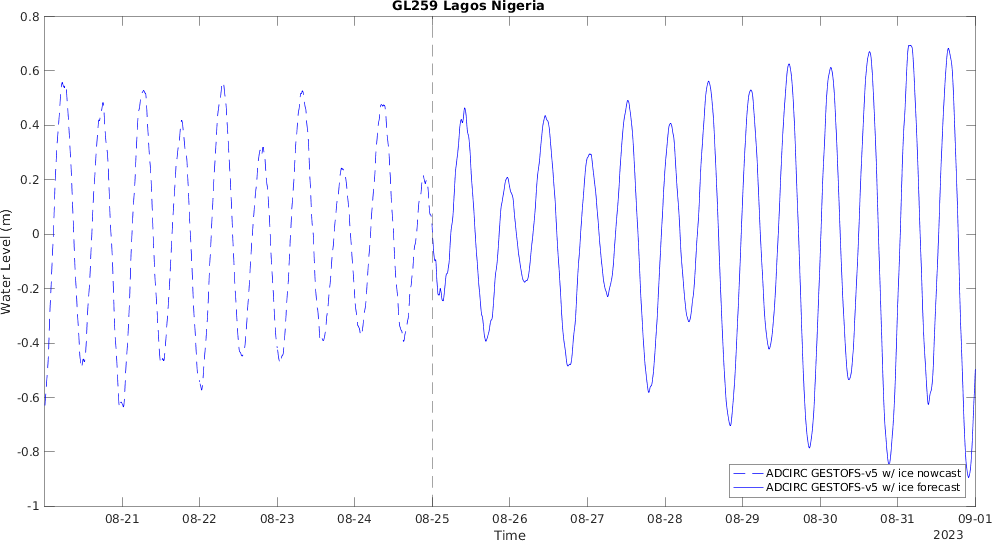 GL259 Lagos Nigeria
0.8
0.6
0.4
0.2
0
-0.2
-0.4
-0.6
-0.8
-1
Water Level (m)
ADCIRC GESTOFS-v5 w/ ice nowcast
ADCIRC GESTOFS-v5 w/ ice forecast
08-21 08-22 08-23 08-24 08-25 08-26 08-27 08-28 08-29 08-30 08-31 09-01
Time
2023